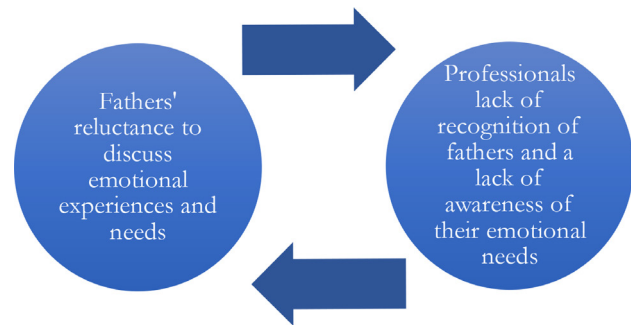 Fathers'
reluctance to
discuss
emotional
experiences and
needs
Professionals
lack of
recognition of
fathers and a
lack of
awareness of
their emotional
needs